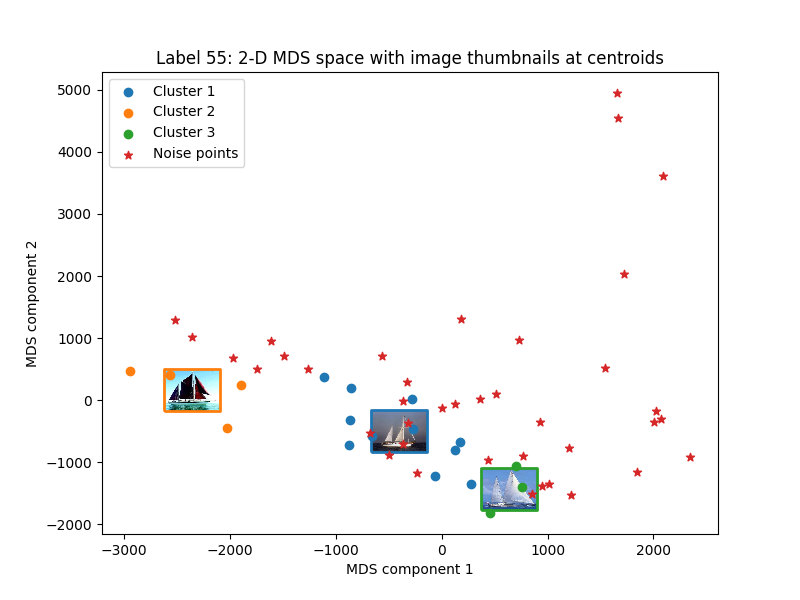 Label 55: 2-D MDS space with image thumbnails at centroids
Cluster 1
Cluster 2
Cluster 3
Noise points
MDS component 2
5000
4000
3000
2000
1000
0
−1000
−2000
−3000 −2000 −1000 0 1000 2000
MDS component 1